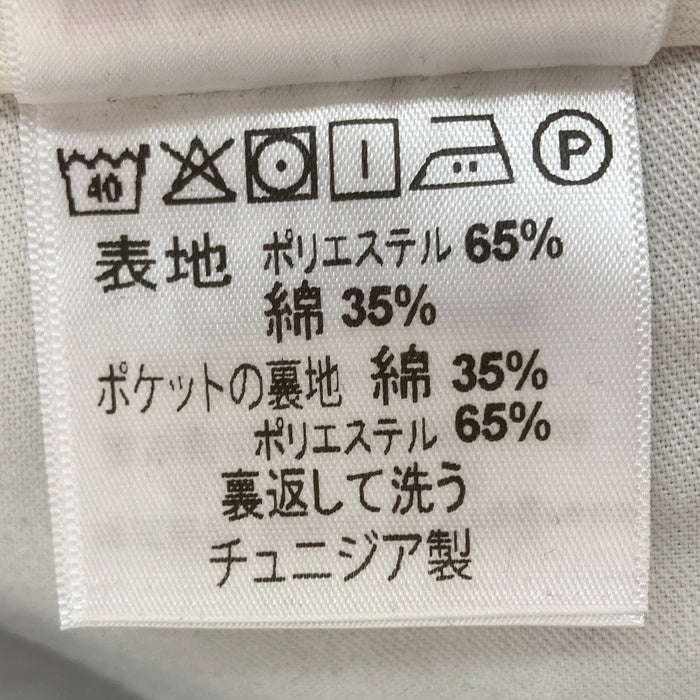 40 P
表地 ポリエステル 65%
綿 35%
ポケットの裏地 綿 35%
ポリエステル 65%
裏返して洗う
チュニジア製